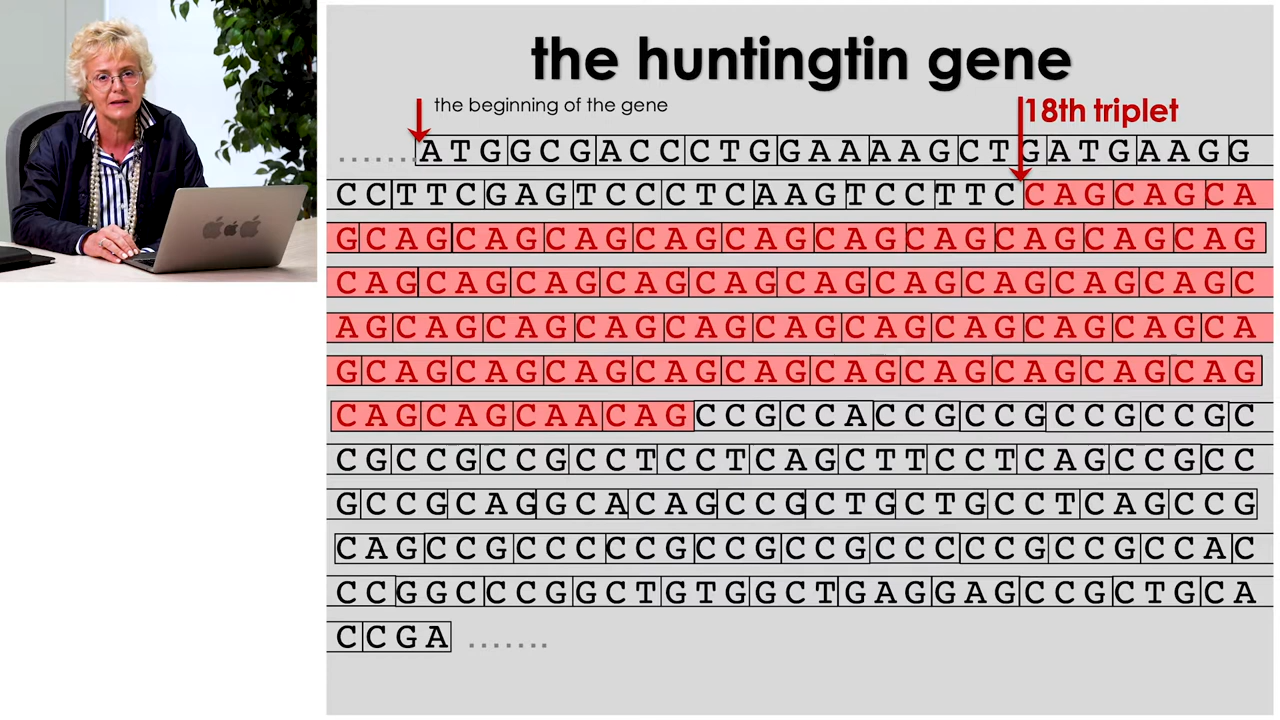 the huntingtin gene
the beginning of the gene
18th triplet
.......ATGGCGACCCTGGAAAAGCTGATGAAGG
CCTTCGAGTCCCTCAAGTCCTTCCAGCAGCA
GCAGCAGCAGCAGCAGCAGCAGCAGCAGCAG
CAGCAGCAGCAGCAGCAGCAGCAGCAGCAGC
AGCAGCAGCAGCAGCAGCAGCAGCAGCAGCA
GCAGCAGCAGCAGCAGCAGCAGCAGCAGCAG
CAGCAGCAACAGCCGCCACCGCCGCCGCCGC
CGCCGCCGCCTCCTCAGCTTCCTCAGCCGCC
GCCGCAGGCACAGCCGCTGCTGCCTCAGCCG
CAGCCGCCCCCGCCGCCGCCCCCGCCGCCAC
CCGGCCCGGCTGTGGCTGAGGAGCCGCTGCA
CCGA .......